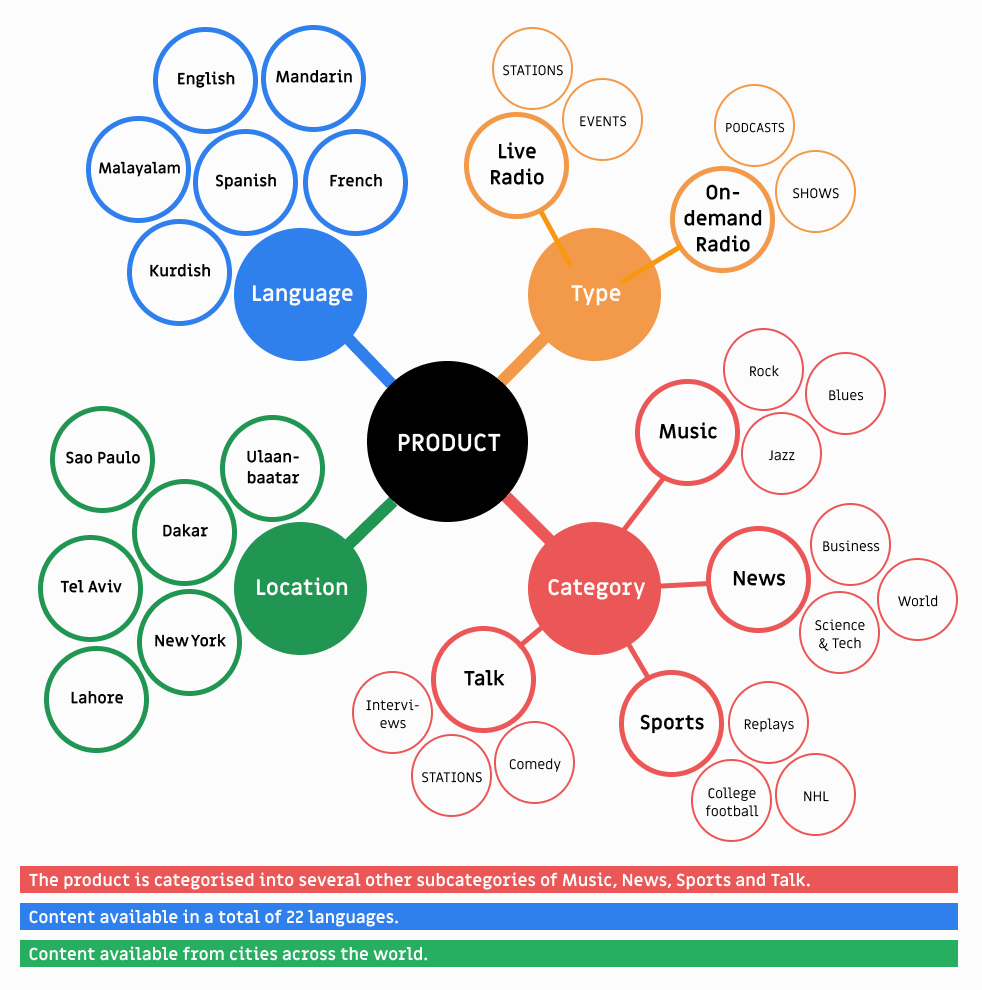 English
Mandarin
Malayalam
Spanish
French
Kurdish
Language
STATIONS
EVENTS
Live
Radio
PODCASTS
SHOWS
On-
demand
Radio
Type
PRODUCT
Sao Paulo
Ulaan-
baatar
Dakar
Tel Aviv
New York
Lahore
Location
Category
Music
Rock
Blues
Jazz
News
Business
World
Science
& Tech
Talk
Intervi-
ews
STATIONS
Comedy
Sports
Replays
College
football
NHL
The product is categorised into several other subcategories of Music, News, Sports and Talk.
Content available in a total of 22 languages.
Content available from cities across the world.